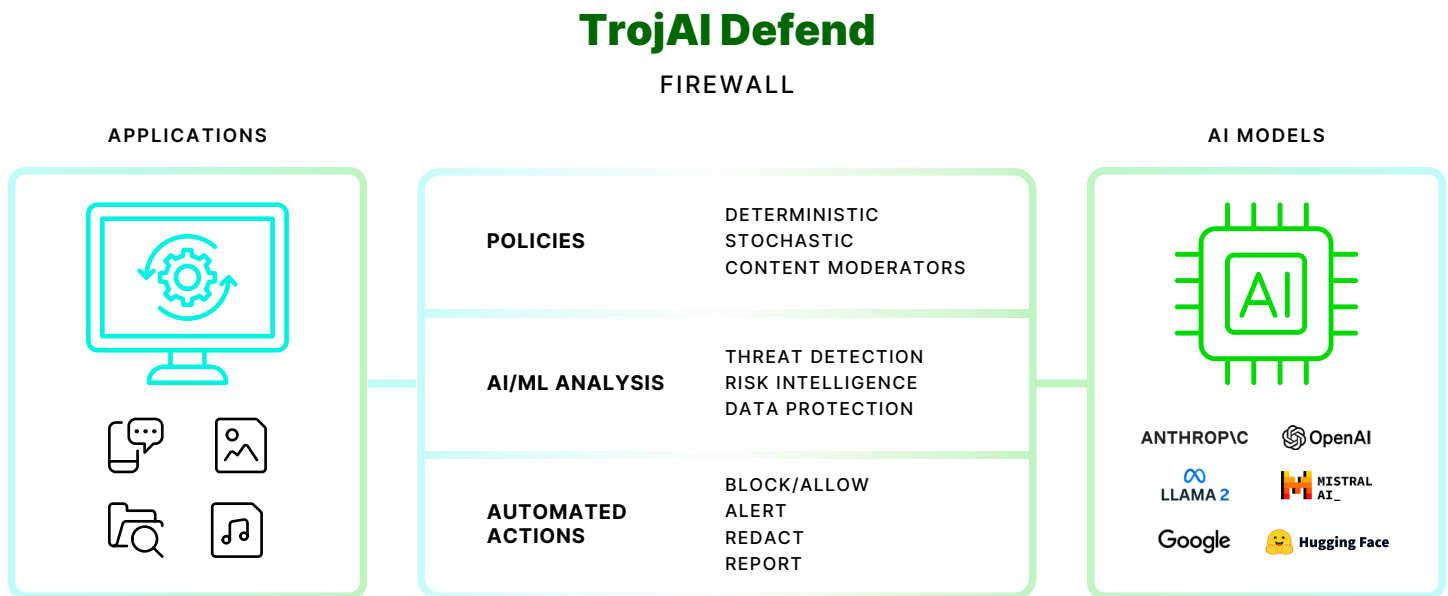 TrojAI Defend
FIREWALL
APPLICATIONS
POLICIES
DETERMINISTIC
STOCHASTIC
CONTENT MODERATORS
AI/ML ANALYSIS
THREAT DETECTION
RISK INTELLIGENCE
DATA PROTECTION
AUTOMATED
ACTIONS
BLOCK/ALLOW
ALERT
REDACT
REPORT
AI MODELS
AI
ANTHROP\C
OpenAI
LLAMA 2
MISTRAL
AI_
Google
Hugging Face